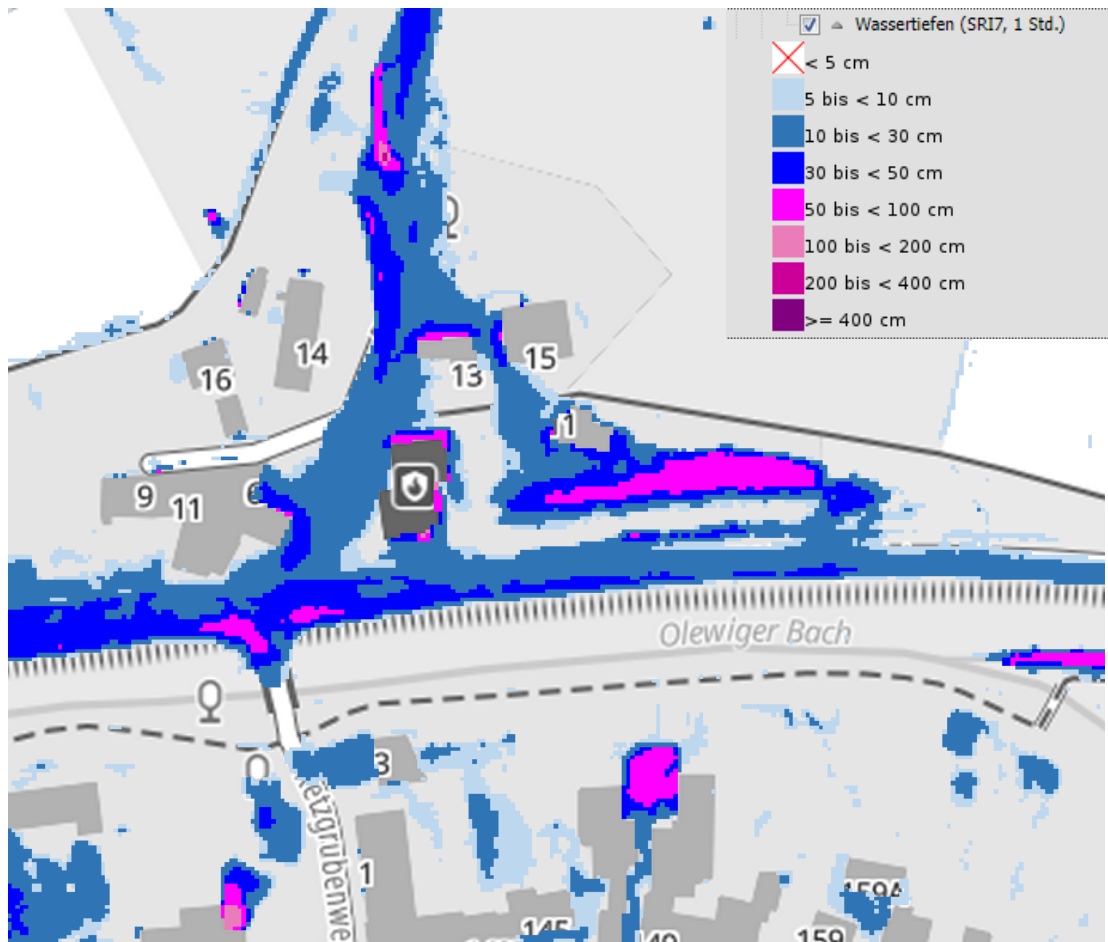 Wassertiefen (SRI7, 1 Std.)
< 5 cm
5 bis < 10 cm
10 bis < 30 cm
30 bis < 50 cm
50 bis < 100 cm
100 bis < 200 cm
200 bis < 400 cm
>= 400 cm
14
15
16
13
1
9
11
6
Olewiger Bach
3
etzgrubenwe
1
159A
145
49
159